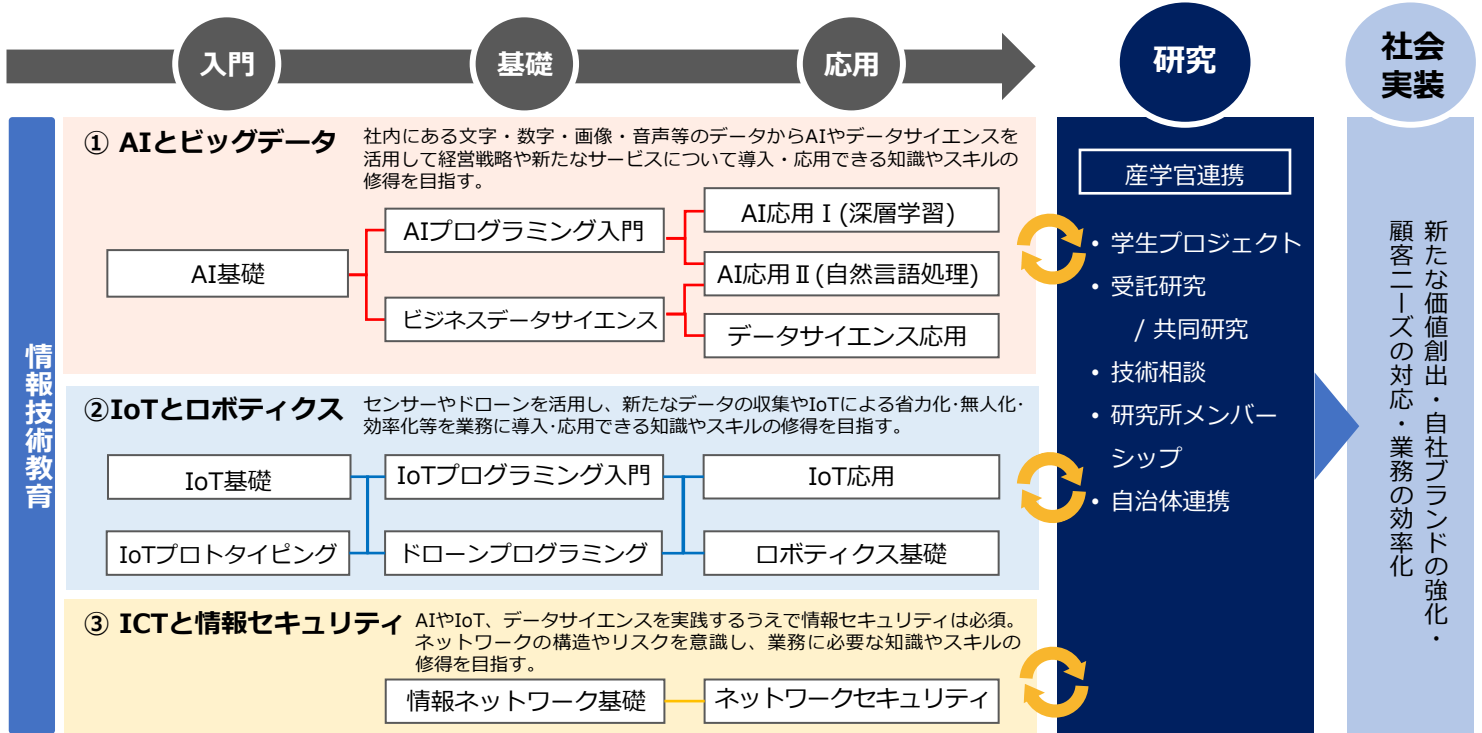 入門
基礎
応用
研究
社会
実装
情報技術教育
① AIとビッグデータ
社内にある文字・数字・画像・音声等のデータからAIやデータサイエンスを
活用して経営戦略や新たなサービスについて導入・応用できる知識やスキルの
修得を目指す。
AI基礎
AIプログラミング入門
ビジネスデータサイエンス
AI応用Ⅰ(深層学習)
AI応用Ⅱ(自然言語処理)
データサイエンス応用
②IoTとロボティクス
センサーやドローンを活用し、新たなデータの収集やIoTによる省力化･無人化･
効率化等を業務に導入･応用できる知識やスキルの修得を目指す。
IoT基礎
IoTプログラミング入門
IoT応用
IoTプロトタイピング
ドローンプログラミング
ロボティクス基礎
③ ICTと情報セキュリティ
AIやIoT、データサイエンスを実践するうえで情報セキュリティは必須。
ネットワークの構造やリスクを意識し、業務に必要な知識やスキルの
修得を目指す。
情報ネットワーク基礎
ネットワークセキュリティ
産学官連携
・学生プロジェクト
・受託研究
/ 共同研究
・技術相談
・研究所メンバー
シップ
・自治体連携
新たな価値創出・自社ブランドの強化・
顧客ニーズの対応・業務の効率化